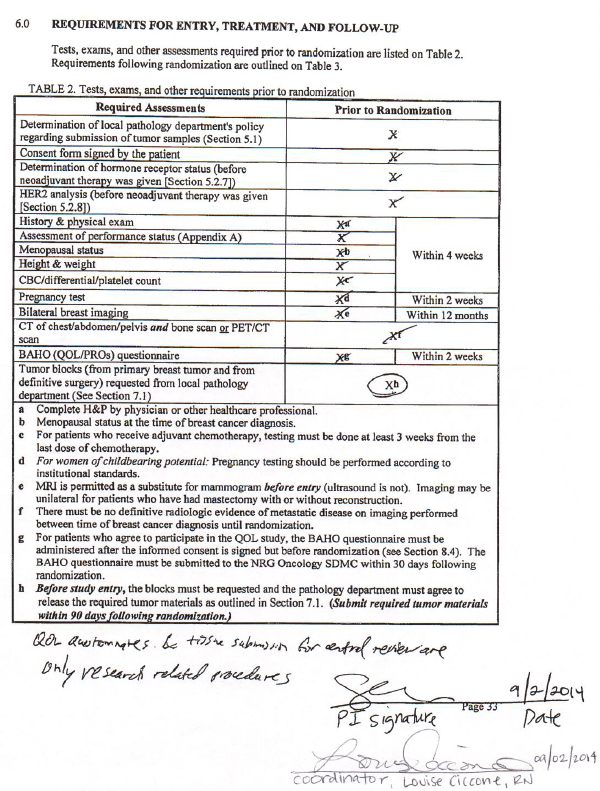 6.0 REQUIREMENTS FOR ENTRY, TREATMENT, AND FOLLOW-UP
Tests, exams, and other assessments required prior to randomization are listed on Table 2.
Requirements following randomization are outlined on Table 3.
TABLE 2. Tests, exams, and other requirements prior to randomization
Required Assessments Prior to Randomization
Determination of local pathology department's policy
regarding submission of tumor samples (Section 5.1) X
Consent form signed by the patient X
Determination of hormone receptor status (before
neoadjuvant therapy was given [Section 5.2.7]) X
HER2 analysis (before neoadjuvant therapy was given
[Section 5.2.8]) X
History & physical exam Xa
Assessment of performance status (Appendix A) X
Menopausal status Xb
Within 4 weeks
Height & weight X
CBC/differential/platelet count Xc
Pregnancy test Xd Within 2 weeks
Bilateral breast imaging Xe Within 12 months
CT of chest/abdomen/pelvis and bone scan or PET/CT
scan Xf
BAHO (QOL/PROs) questionnaire Xg Within 2 weeks
Tumor blocks (from primary breast tumor and from
definitive surgery) requested from local pathology
department (See Section 7.1) Xh
a Complete H&P by physician or other healthcare professional.
b Menopausal status at the time of breast cancer diagnosis.
c For patients who receive adjuvant chemotherapy, testing must be done at least 3 weeks from the
last dose of chemotherapy.
d For women of childbearing potential: Pregnancy testing should be performed according to
institutional standards.
e MRI is permitted as a substitute for mammogram before entry (ultrasound is not). Imaging may be
unilateral for patients who have had mastectomy with or without reconstruction.
f There must be no definitive radiologic evidence of metastatic disease on imaging performed
between time of breast cancer diagnosis until randomization.
g For patients who agree to participate in the QOL study, the BAHO questionnaire must be
administered after the informed consent is signed but before randomization (see Section 8.4). The
BAHO questionnaire must be submitted to the NRG Oncology SDMC within 30 days following
randomization.
h Before study entry, the blocks must be requested and the pathology department must agree to
release the required tumor materials as outlined in Section 7.1. (Submit required tumor materials
within 90 days following randomization.)
QOL & tissue submission for central review are
only research related procedures
9/2/2014
Page 33
PI signature Date
09/02/2014
coordinator, Louise Ciccone, RN